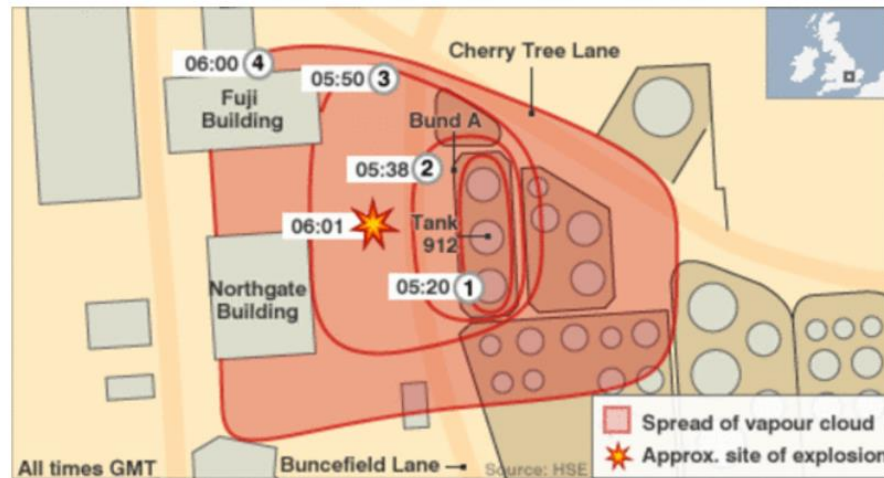 06:00 4
Cherry Tree Lane
05:50 3
Fuji
Building
Bund A
05:38 2
06:01
Tank
912
05:20 1
Northgate
Building
Spread of vapour cloud
Approx. site of explosion
All times GMT
Buncefield Lane
Source: HSE